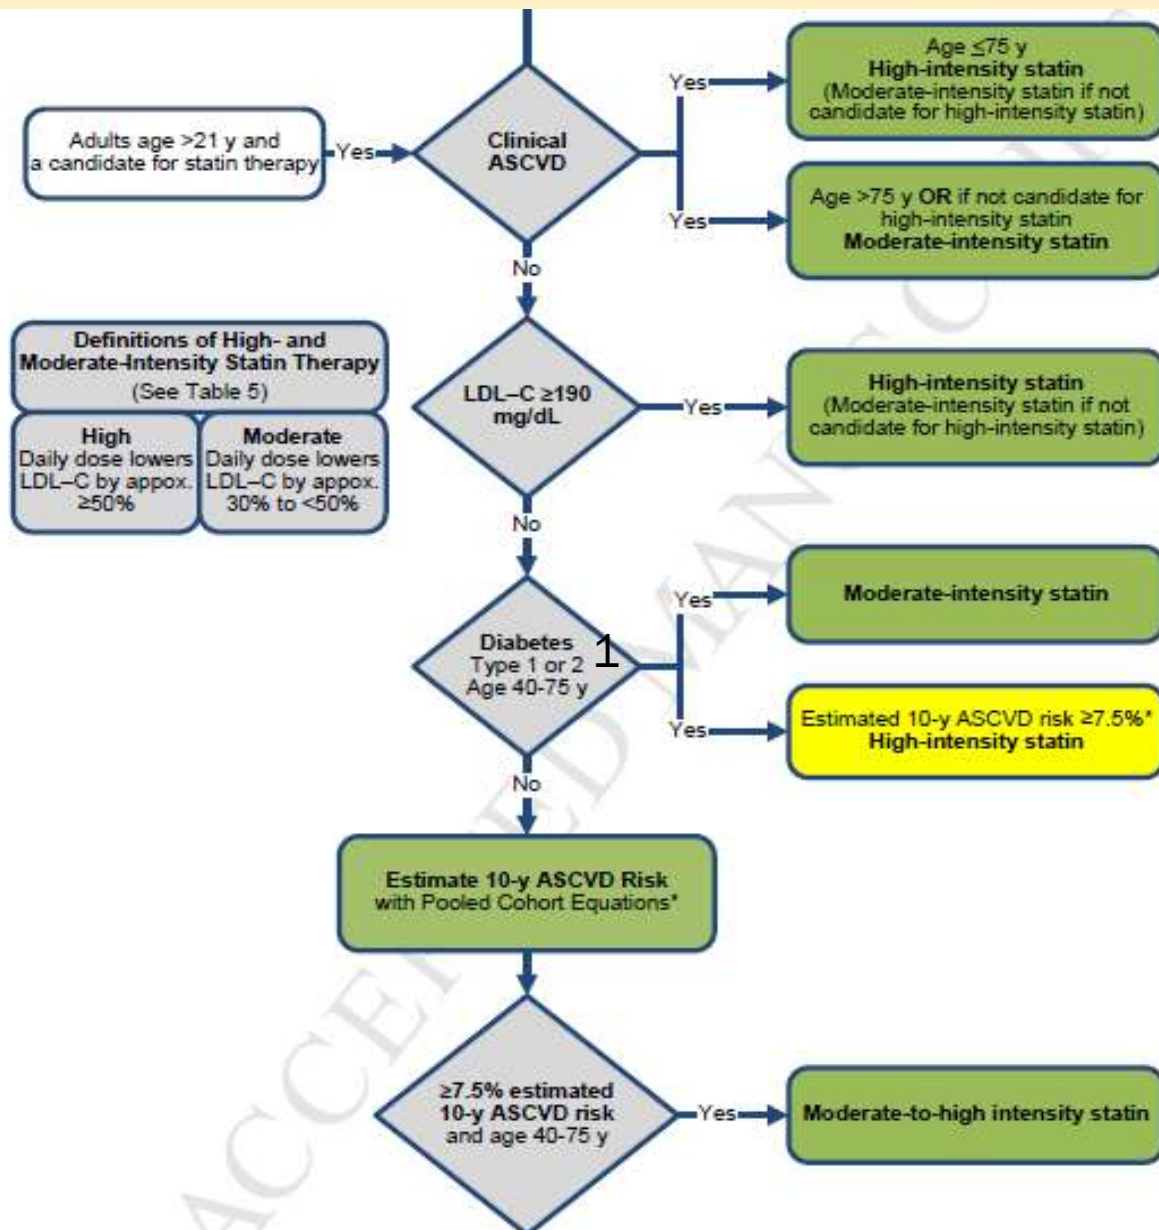 Age ≤75 y
High-intensity statin
(Moderate-intensity statin if not
candidate for high-intensity statin)
Yes
Adults age >21 y and
a candidate for statin therapy
Yes
Clinical
ASCVD
Yes
Age >75 y OR if not candidate for
high-intensity statin
Moderate-intensity statin
No
Definitions of High- and
Moderate-Intensity Statin Therapy
(See Table 5)
High
Daily dose lowers
LDL–C by appox.
≥50%
Moderate
Daily dose lowers
LDL–C by appox.
30% to <50%
LDL–C ≥190
mg/dL
Yes
High-intensity statin
(Moderate-intensity statin if not
candidate for high-intensity statin)
No
Diabetes
Type 1 or 2
Age 40-75 y
1
Yes
Moderate-intensity statin
Yes
Estimated 10-y ASCVD risk ≥7.5%*
High-intensity statin
No
Estimate 10-y ASCVD Risk
with Pooled Cohort Equations*
≥7.5% estimated
10-y ASCVD risk
and age 40-75 y
Yes
Moderate-to-high intensity statin